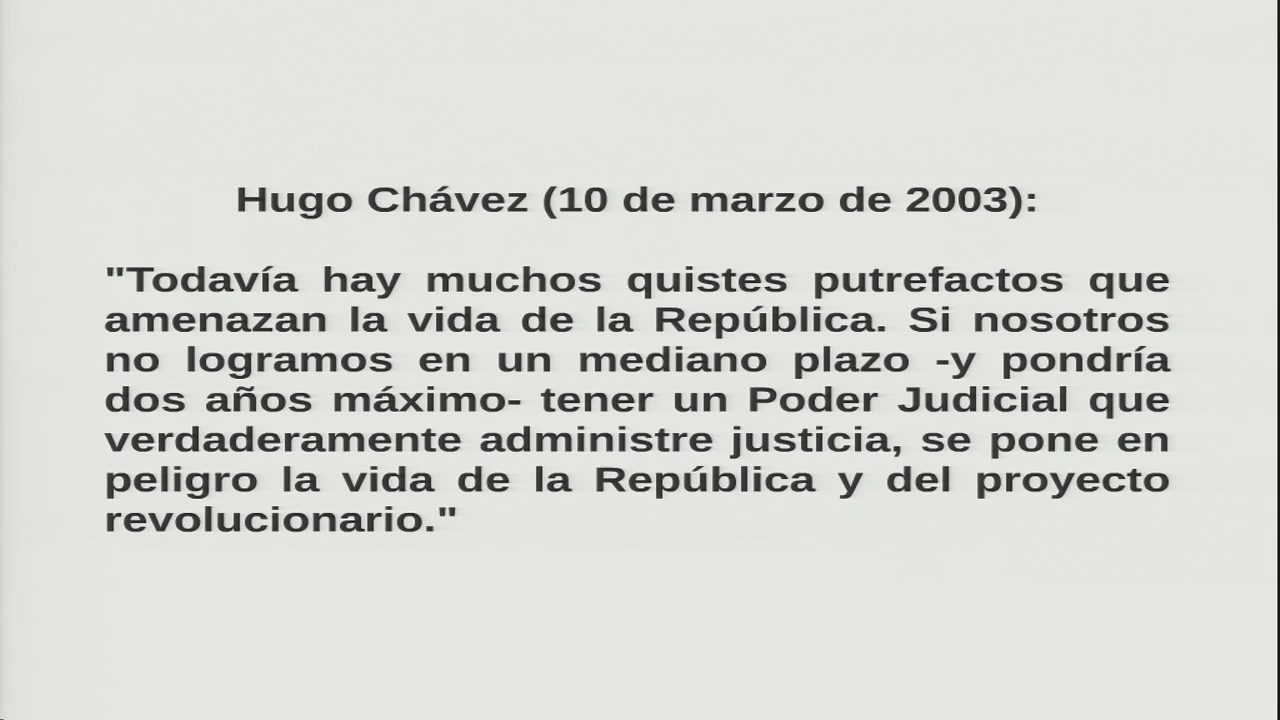 Hugo Chávez (10 de marzo de 2003):
"Todavía hay muchos quistes putrefactos que
amenazan la vida de la República. Si nosotros
no logramos en un mediano plazo -y pondría
dos años máximo- tener un Poder Judicial que
verdaderamente administre justicia, se pone en
peligro la vida de la República y del proyecto
revolucionario."